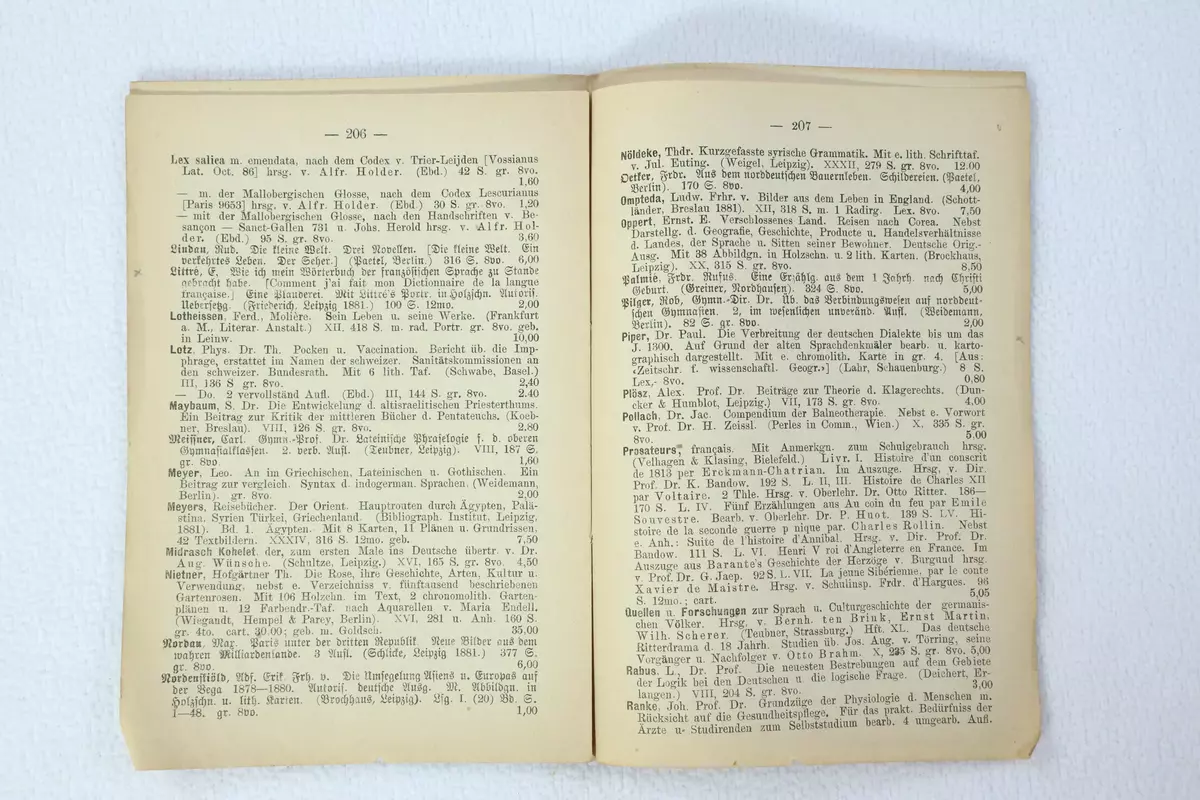 — 206 —
Lex salica m. emendata, nach dem Codex v. Trier-Leijden [Vossianus
Lat. Oct. 86] hrsg. v. Alfr. Holder. (Ebd.) 42 S. gr. 8vo.
1,60
— m. der Mallobergischen Glosse, nach dem Codex Lescurianus
[Paris 9653] hrsg. v. Alfr. Holder. (Ebd.) 30 S. gr. 8vo. 1,20
— mit der Mallobergischen Glosse, nach den Handschriften v. Be-
sançon — Sanct-Gallen 731 u. Johs. Herold hrsg. v. Alfr. Hol-
der. (Ebd.) 95 S. gr. 8vo. 3,60
Lindau, Rud. Die kleine Welt. Drei Novellen. [Die kleine Welt. Ein
verkehrtes Leben. Der Seher.] (Paetel, Berlin.) 316 S. 8vo. 6,00
Littré, E. Wie ich mein Wörterbuch der französischen Sprache zu Stande
gebracht habe. [Comment j'ai fait mon Dictionnaire de la langue
française.] Eine Plauderei. Mit Littré's Portr. in Holzschn. Autoris.
Uebersetzg. (Friederich, Leipzig 1881.) 100 S. 12mo. 2,00
Lotheissen, Ferd., Molière. Sein Leben u. seine Werke. (Frankfurt
a. M., Literar. Anstalt.) XII. 418 S. m. rad. Portr. gr. 8vo. geb.
in Leinw. 10,00
Lotz, Phys. Dr. Th. Pocken u. Vaccination. Bericht üb. die Imp-
phrage, erstattet im Namen der schweizer. Sanitätskommissionen an
den schweizer. Bundesrath. Mit 6 lith. Taf. (Schwabe, Basel.)
III, 136 S gr. 8vo. 2,40
— Do. 2 vervollständ Aufl. (Ebd.) III, 144 S. gr. 8vo. 2.40
Maybaum, S. Dr. Die Entwickelung d. altisraelitischen Priesterthums.
Ein Beitrag zur Kritik der mittleren Bücher d. Pentateuchs. (Koeb-
ner, Breslau). VIII, 126 S. gr. 8vo. 2.80
Meissner, Carl. Gymn.-Prof. Dr. Lateinische Phraselogie f. d. oberen
Gymnasialklassen. 2. verb. Aufl. (Teubner, Leipzig). VIII, 187 S.
gr. 8vo. 1,60
Meyer, Leo. An im Griechischen, Lateinischen u. Gothischen. Ein
Beitrag zur vergleich. Syntax d. indogerman. Sprachen. (Weidemann,
Berlin). gr. 8vo. 2,00
Meyers, Reisebücher. Der Orient. Hauptrouten durch Ägypten, Palä-
stina, Syrien Türkei, Griechenland. (Bibliograph. Institut, Leipzig,
1881). Bd. 1. Ägypten. Mit 8 Karten, 11 Plänen u. Grundrissen,
42 Textbildern. XXXIV, 316 S. 12mo. geb. 7,50
Midrasch Kohelet. der, zum ersten Male ins Deutsche übertr. v. Dr.
Aug. Wünsche. (Schultze, Leipzig.) XVI, 165 S. gr. 8vo. 4,50
Nietner, Hofgärtner Th. Die Rose, ihre Geschichte, Arten, Kultur u.
Verwendung, nebst e. Verzeichniss v. fünftausend beschriebenen
Gartenrosen. Mit 106 Holzchn. im Text, 2 chronomolith. Garten-
plänen u. 12 Farbendr.-Taf. nach Aquarellen v. Maria Endell.
(Wiegandt, Hempel & Parey, Berlin). XVI, 281 u. Anh. 160 S.
gr. 4to. cart. 30.00; geb. m. Goldsch. 35.00
Nordau, Max. Paris unter der dritten Republik. Neue Bilder aus dem
wahren Milliardenlande. 3 Aufl. (Schlicke, Leipzig 1881.) 377 S.
gr. 8vo. 6,00
Nordenskiöld, Adf. Erik Frh. v. Die Umsegelung Asiens u. Europas auf
der Vega 1878—1880. Autoris. deutsche Ausg. M. Abbildgn. in
Holzschn. u. lith. Karten. (Brockhaus, Leipzig). Lfg. 1. (20) Bd. S.
1—48. gr. 8vo. 1,00
— 207 —
Nöldeke, Thdr. Kurzgefasste syrische Grammatik. Mit e. lith. Schrifttaf.
v. Jul. Euting. (Weigel, Leipzig). XXXII, 279 S. gr. 8vo. 12.00
Oetker, Frdr. Aus dem norddeutschen Bauernleben. Schildereien. (Paetel,
Berlin). 170 S. 8vo. 4,00
Ompteda, Ludw. Frhr. v. Bilder aus dem Leben in England. (Schott-
länder, Breslau 1881). XII, 318 S. m. 1 Radirg. Lex. 8vo. 7,50
Oppert, Ernst. E. Verschlossenes Land. Reisen nach Corea. Nebst
Darstellg. d. Geografie, Geschichte, Producte u. Handelsverhältnisse
d. Landes, der Sprache u. Sitten seiner Bewohner. Deutsche Orig.-
Ausg. Mit 38 Abbildgn. in Holzschn. u. 2 lith. Karten. (Brockhaus,
Leipzig). XX, 315 S. gr. 8vo. 8,50
Palmie, Frdr. Rufus. Eine Erzählg. aus dem 1 Jahrh. nach Christi
Geburt. (Greiner, Nordhausen). 324 S. 8vo. 5,00
Pilger, Rob, Gymn.-Dir. Dr. Üb. das Verbindungswesen auf norddeut-
schen Gymnasien. 2, im wesenlichen unveränd. Aufl. (Weidemann,
Berlin). 82 S. gr. 8vo. 2,00
Piper, Dr. Paul. Die Verbreitung der deutschen Dialekte bis um das
J. 1300. Auf Grund der alten Sprachdenkmäler bearb. u. karto-
graphisch dargestellt. Mit e. chromolith. Karte in gr. 4. [Aus:
‹Zeitschr. f. wissenschaftl. Geogr.›] (Lahr, Schauenburg.) 8 S.
Lex,- 8vo. 0,80
Plósz, Alex. Prof. Dr. Beiträge zur Theorie d. Klagerechts. (Dun-
cker & Humblot, Leipzig.) VII, 173 S. gr. 8vo. 4.00
Pollach, Dr. Jac. Compendium der Balneotherapie. Nebst e. Vorwort
v. Prof. Dr. H. Zeissl. (Perles in Comm., Wien.) X. 335 S. gr.
8vo. 5.00
Prosateurs, français. Mit Anmerkgn. zum Schulgebrauch hrsg.
(Velhagen & Klasing, Bielefeld.) Livr. I. Histoire d'un conscrit
de 1813 per Erckmann-Chatrian. Im Auszuge. Hrsg, v. Dir.
Prof. Dr. K. Bandow. 192 S. L. II, III. Histoire de Charles XII
par Voltaire. 2 Thle. Hrsg. v. Oberlehr. Dr. Otto Ritter. 186—
170 S. L. IV. Fünf Erzählungen aus Au coin du feu par Emile
Souvestre. Bearb. v. Oberlehr. Dr. P. Huot. 139 S. LV. Hi-
stoire de la seconde guerre p nique par Charles Rollin. Nebst
e. Anh.: Suite de l'histoire d'Annibal. Hrsg. v. Dir. Prof. Dr.
Bandow. 111 S. L. VI. Henri V roi d'Angleterre en France. Im
Auszuge aus Barante's Geschichte der Herzöge v. Burgund hrsg.
v. Prof. Dr. G. Jaep. 92 S. L. VII. La jeune Sibérienne, par le conte
Xavier de Maistre. Hrsg. v. Schulinsp. Frdr. d'Hargues. 96
S. 12mo.; cart. 5,05
Quellen u. Forschungen zur Sprach u. Culturgeschichte der germanis-
chen Völker. Hrsg. v. Bernh. ten Brink, Ernst Martin,
Wilh. Scherer. (Teubner, Strassburg.) Hft. XL. Das deutsche
Ritterdrama d. 18 Jahrh. Studien üb. Jos. Aug. v. Törring, seine
Vorgänger u. Nachfolger v. Otto Brahm. X, 235 S. gr. 8vo. 5,00
Rabus. L., Dr. Prof. Die neuesten Bestrebungen auf dem Gebiete
der Logik bei den Deutschen u. die logische Frage. (Deichert, Er-
langen.) VIII, 204 S. gr. 8vo. 3,00
Ranke, Joh. Prof. Dr. Grundzüge der Physiologie d. Menschen m.
Rücksicht auf die Gesundheitspflege. Für das prakt. Bedürfniss der
Ärzte u. Studirenden zum Selbststudium bearb. 4 umgearb. Aufl.